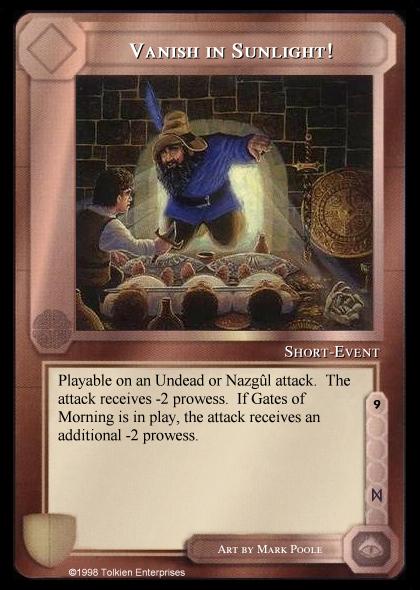 Vanish in Sunlight!
Short-Event
Playable on an Undead or Nazgûl attack. The
attack receives -2 prowess. If Gates of
Morning is in play, the attack receives an
additional -2 prowess.
9
Art by Mark Poole
©1998 Tolkien Enterprises